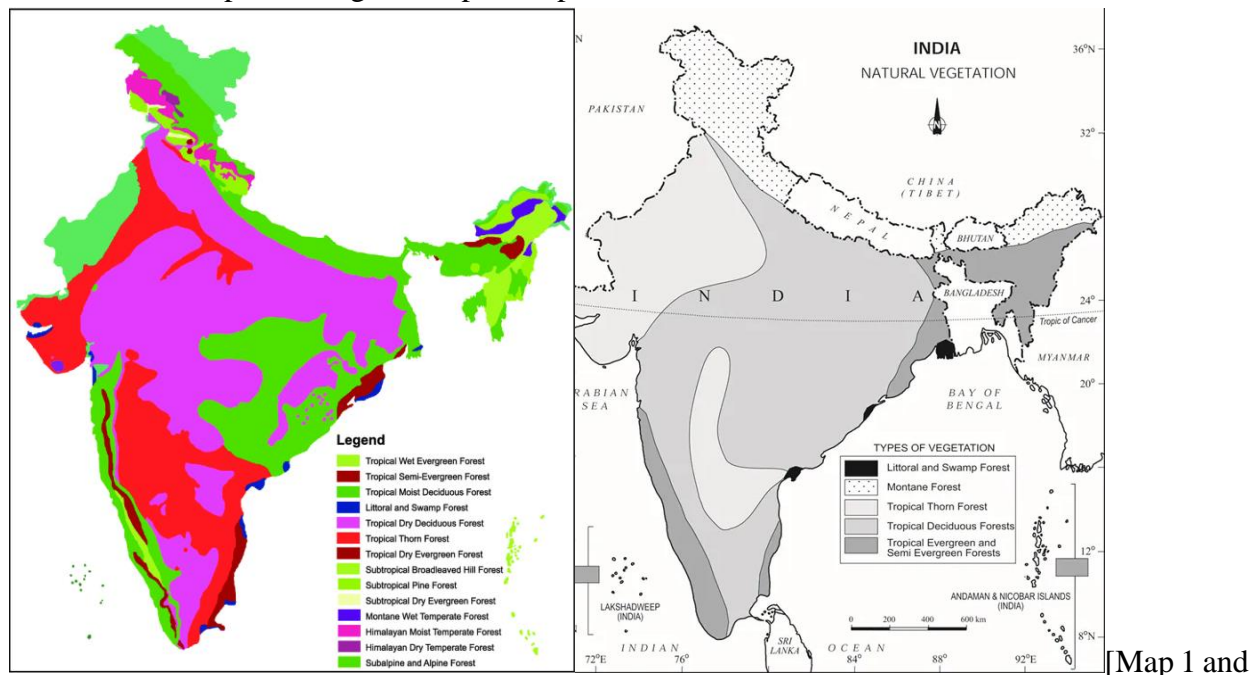 Legend
Tropical Wet Evergreen Forest
Tropical Semi-Evergreen Forest
Tropical Moist Deciduous Forest
Littoral and Swamp Forest
Tropical Dry Deciduous Forest
Tropical Thorn Forest
Tropical Dry Evergreen Forest
Subtropical Broadleaved Hill Forest
Subtropical Pine Forest
Subtropical Dry Evergreen Forest
Montane Wet Temperate Forest
Himalayan Moist Temperate Forest
Himalayan Dry Temperate Forest
Subalpine and Alpine Forest
N
INDIA
NATURAL VEGETATION
36°N
PAKISTAN
32°
CHINA
(TIBET)
NEPAL
BHUTAN
INDIA
BANGLADESH
24°
Tropic of Cancer
MYANMAR
RABIAN
SEA
BAY OF
BENGAL
20°
TYPES OF VEGETATION
Littoral and Swamp Forest
Montane Forest
Tropical Thorn Forest
Tropical Deciduous Forests
Tropical Evergreen and
Semi Evergreen Forests
12°
LAKSHADWEEP
(INDIA)
ANDAMAN & NICOBAR ISLANDS
(INDIA)
0 200 400 600 km
SRI
LANKA
8°N
INDIAN OCEAN
72°E 76° 84° 88° 92°E
[Map 1 and